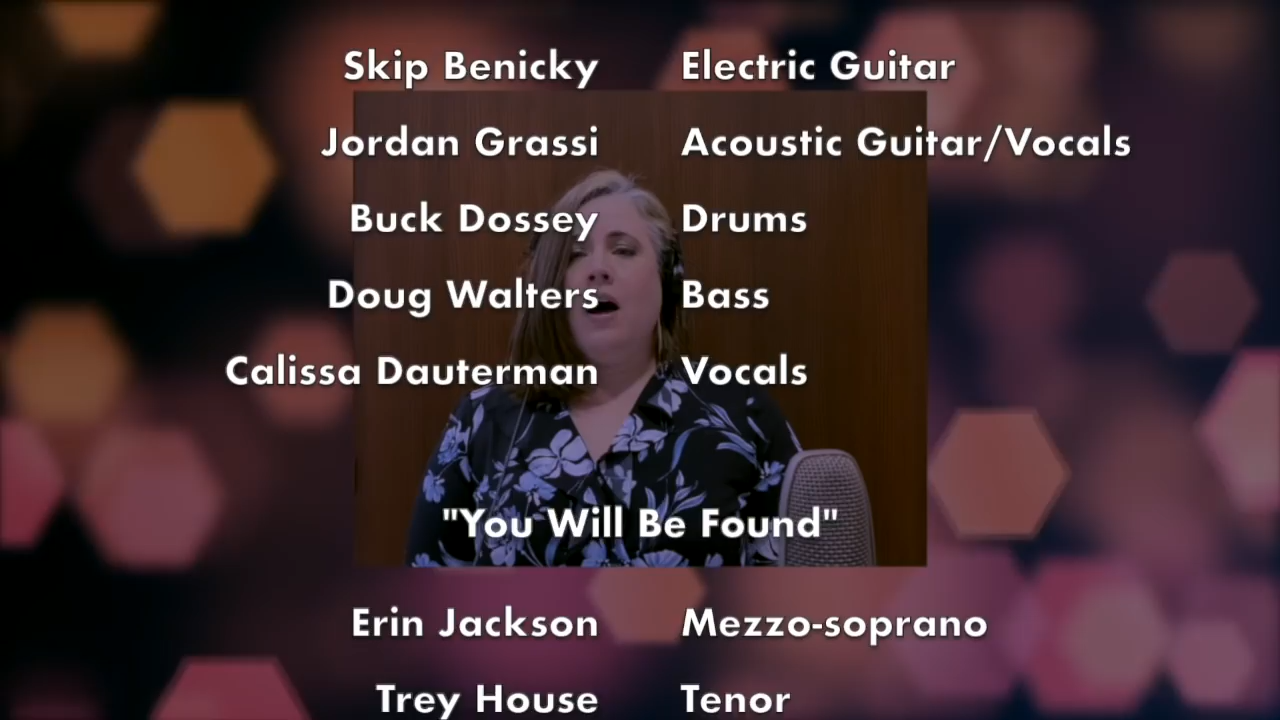 Skip Benicky Electric Guitar
Jordan Grassi Acoustic Guitar/Vocals
Buck Dossey Drums
Doug Walters Bass
Calissa Dauterman Vocals
"You Will Be Found"
Erin Jackson Mezzo-soprano
Trey House Tenor